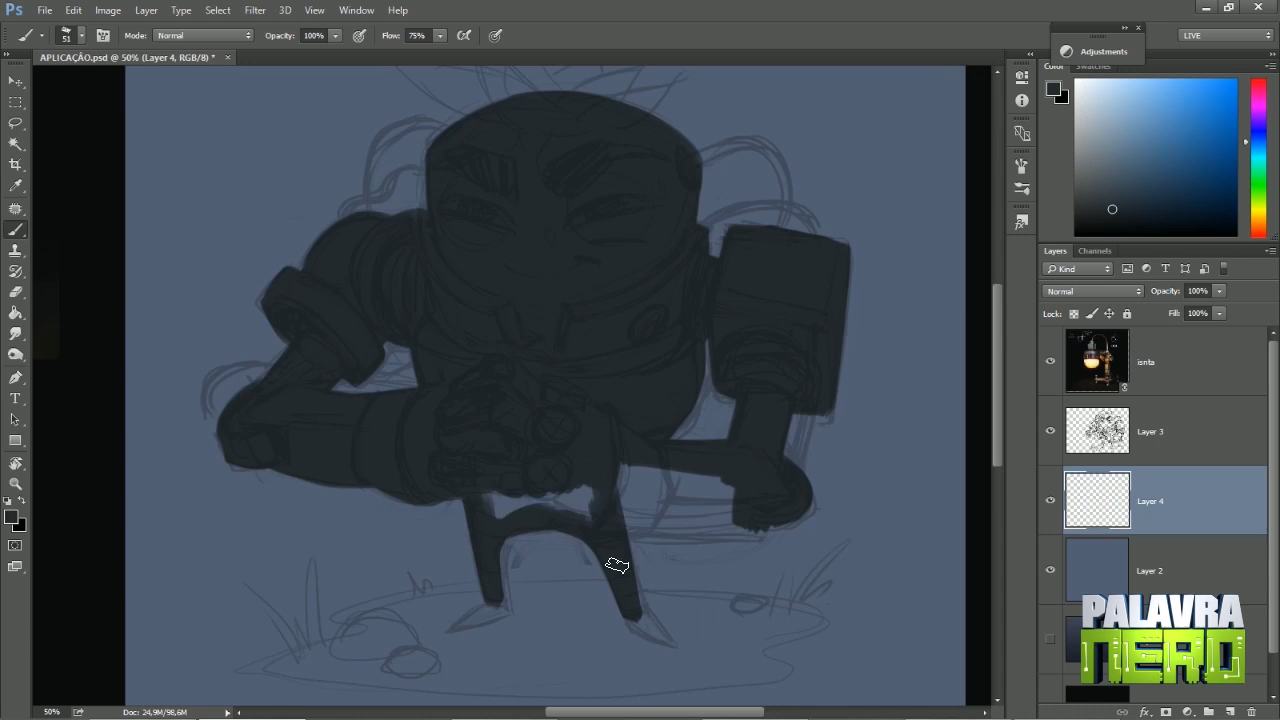 Ps File Edit Image Layer Type Select Filter 3D View Window Help
51 Mode: Normal Opacity: 100% Flow: 75% LIVE
APLICAÇÃO.psd @ 50% (Layer 4, RGB/8) * ×
Adjustments
Color Swatches
Layers Channels
Kind
Normal Opacity: 100%
Lock: Fill: 100%
isnta
Layer 3
Layer 4
Layer 2
PALAVRA
NERD
50% Doc: 24,9M/98,6M